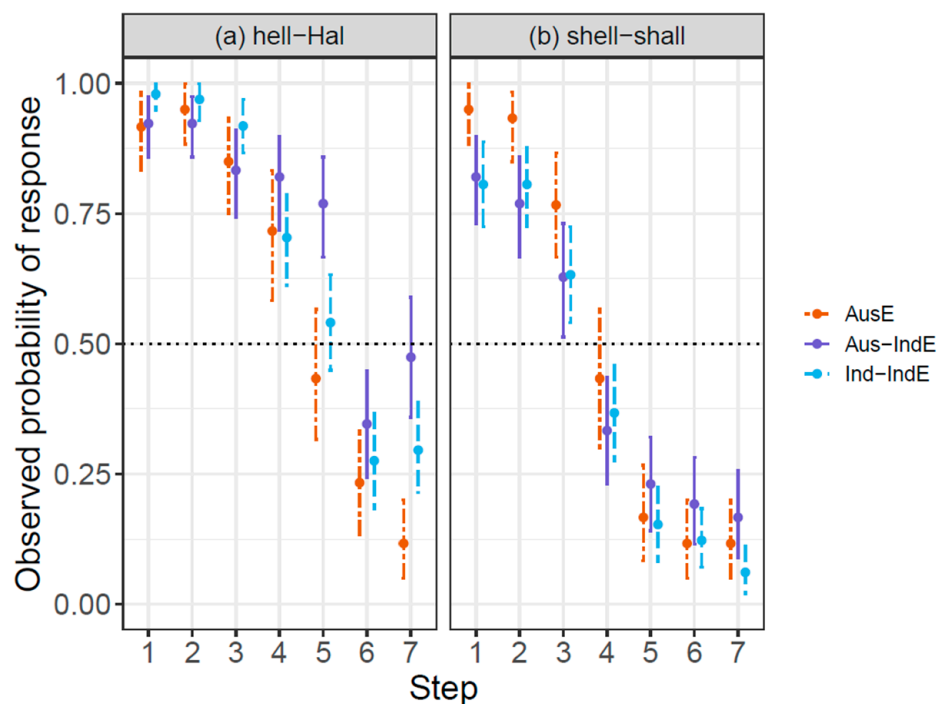 (a) hell−Hal
(b) shell−shall
Observed probability of response
1.00
0.75
0.50
0.25
0.00
1 2 3 4 5 6 7
1 2 3 4 5 6 7
Step
AusE
Aus−IndE
Ind−IndE